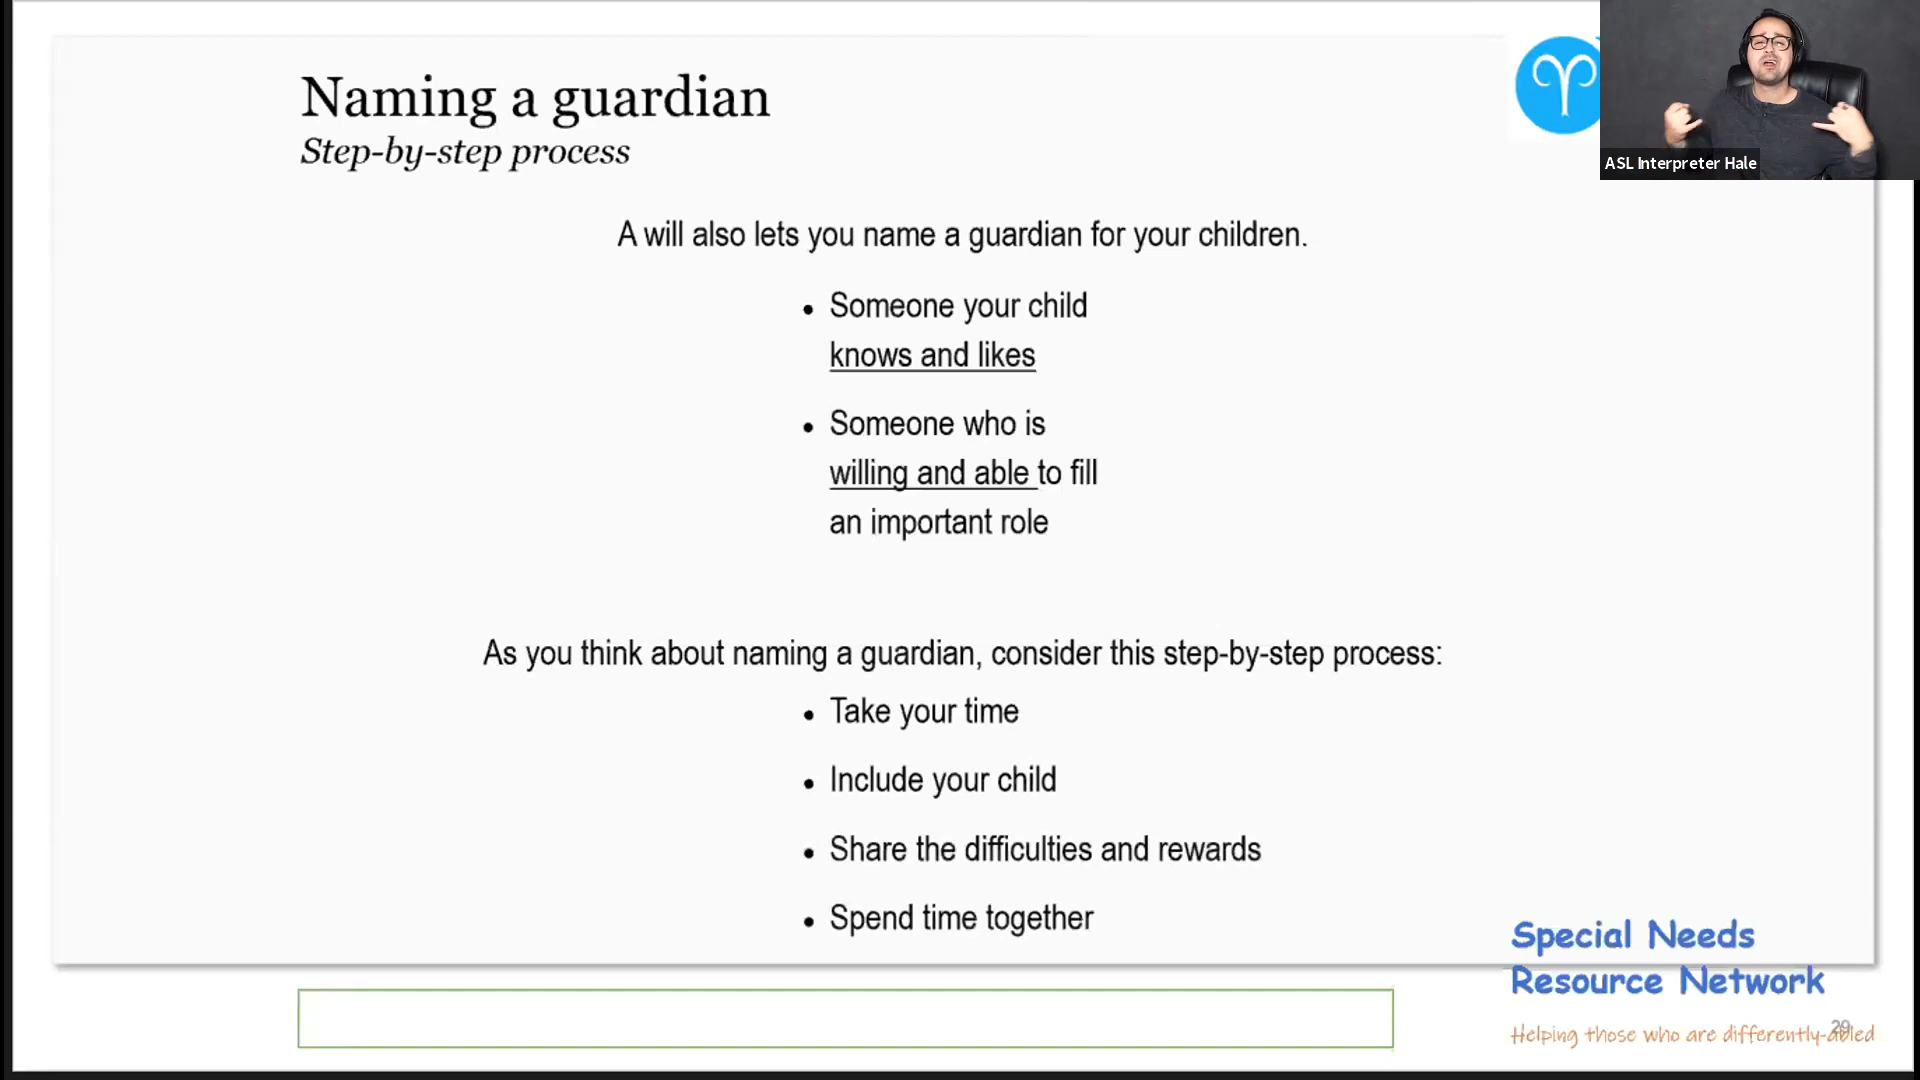 Naming a guardian
Step-by-step process
ASL Interpreter Hale
A will also lets you name a guardian for your children.
• Someone your child
knows and likes
• Someone who is
willing and able to fill
an important role
As you think about naming a guardian, consider this step-by-step process:
• Take your time
• Include your child
• Share the difficulties and rewards
• Spend time together
Special Needs
Resource Network
Helping those who are differently-abled
29